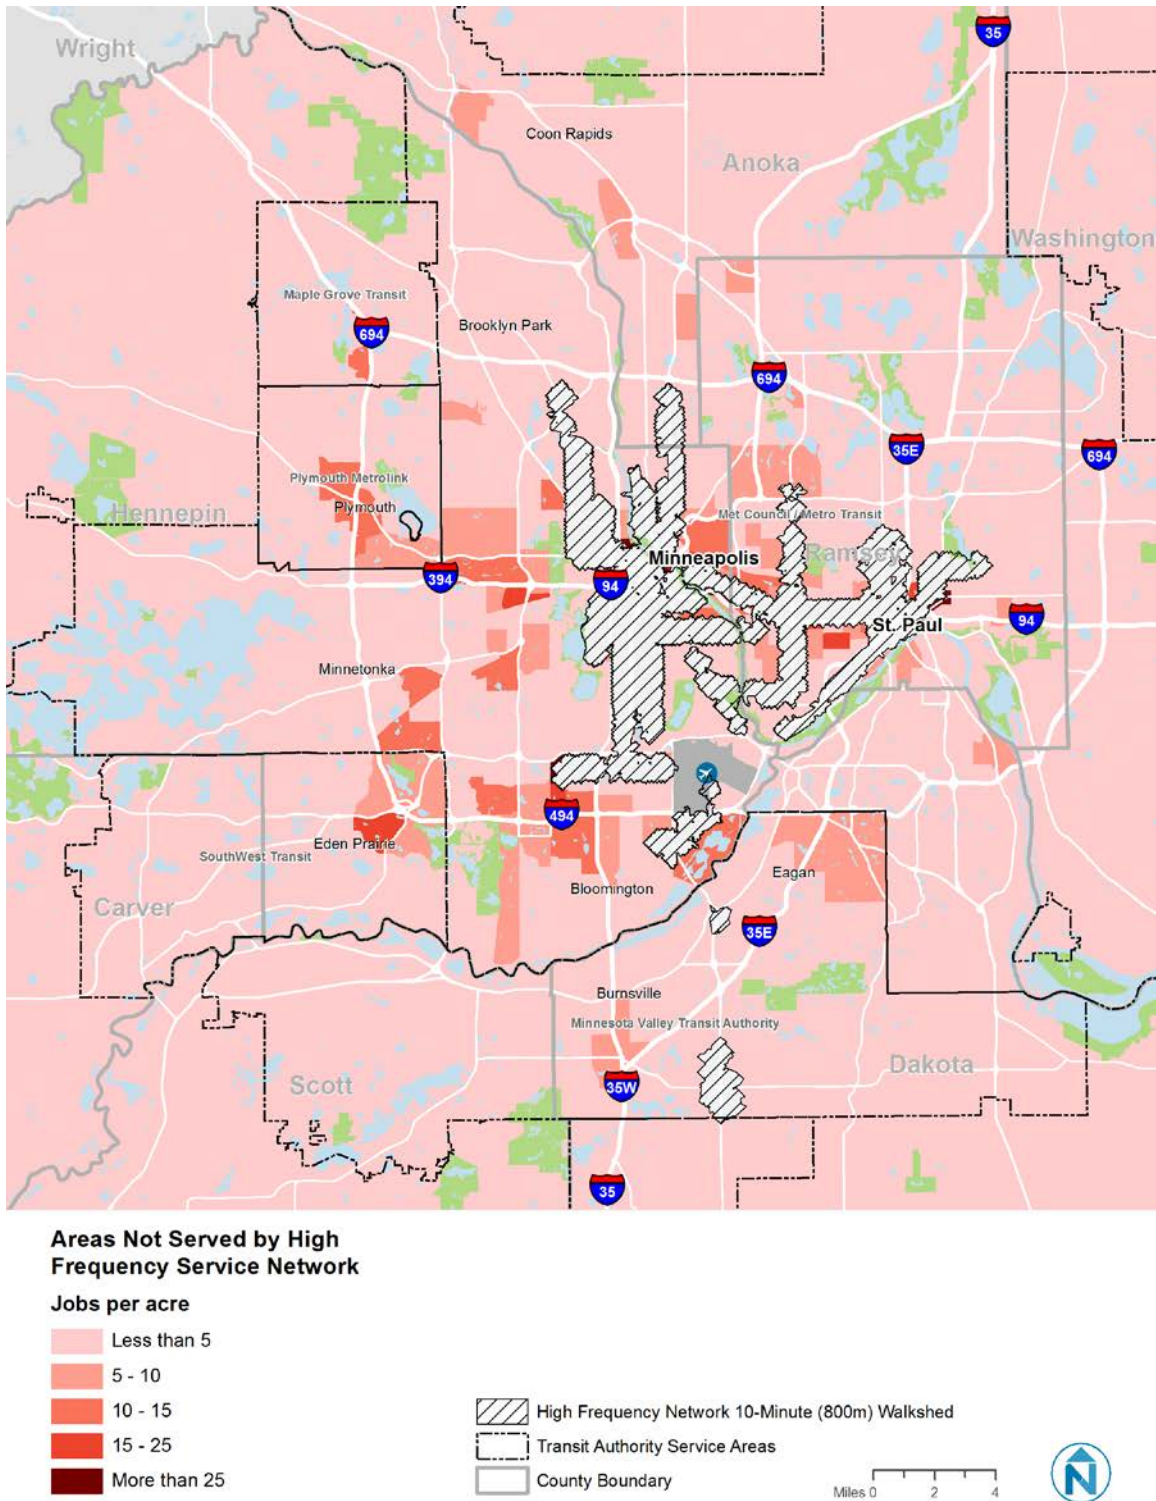 35
Wright
Coon Rapids
Anoka
Washington
Maple Grove Transit
Brooklyn Park
694
694
35E
694
Plymouth Metrolink
Plymouth
Hennepin
Met Council / Metro Transit
Minneapolis
Ramsey
394
94
St. Paul
94
Minnetonka
494
Eden Prairie
SouthWest Transit
Eagan
Bloomington
Carver
35E
Burnsville
Minnesota Valley Transit Authority
Dakota
Scott
35W
35
Areas Not Served by High
Frequency Service Network
Jobs per acre
Less than 5
5 - 10
10 - 15
15 - 25
More than 25
High Frequency Network 10-Minute (800m) Walkshed
Transit Authority Service Areas
County Boundary
Miles 0 2 4
N